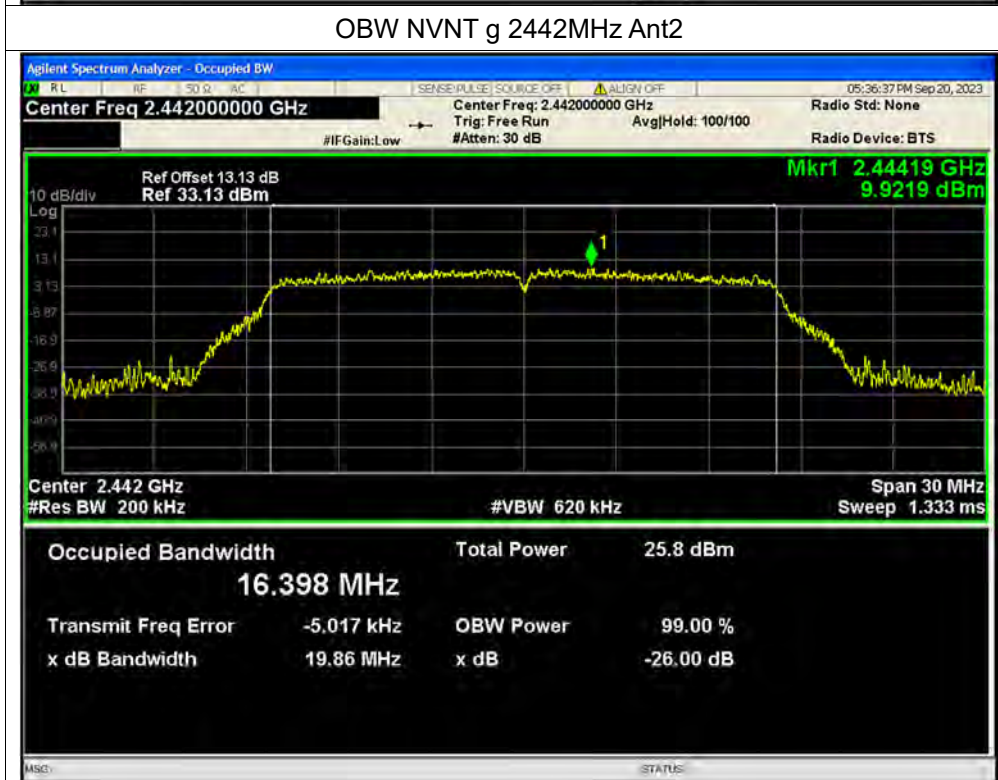 OBW NVNT g 2442MHz Ant2
Agilent Spectrum Analyzer - Occupied BW
RL RF 50 Ω AC SENSE:PULSE SOURCE OFF ALIGN OFF 05:36:37 PM Sep 20, 2023
Center Freq 2.442000000 GHz Center Freq: 2.442000000 GHz Radio Std: None
Trig: Free Run Avg|Hold: 100/100
#IFGain:Low #Atten: 30 dB Radio Device: BTS
Mkr1 2.44419 GHz
Ref Offset 13.13 dB
10 dB/div Ref 33.13 dBm 9.9219 dBm
Log
23.1
1
13.1
3.13
-6.87
-16.9
-26.9
-36.9
-46.9
-56.9
Center 2.442 GHz Span 30 MHz
#Res BW 200 kHz #VBW 620 kHz Sweep 1.333 ms
Occupied Bandwidth Total Power 25.8 dBm
16.398 MHz
Transmit Freq Error -5.017 kHz OBW Power 99.00 %
x dB Bandwidth 19.86 MHz x dB -26.00 dB
MSG STATUS